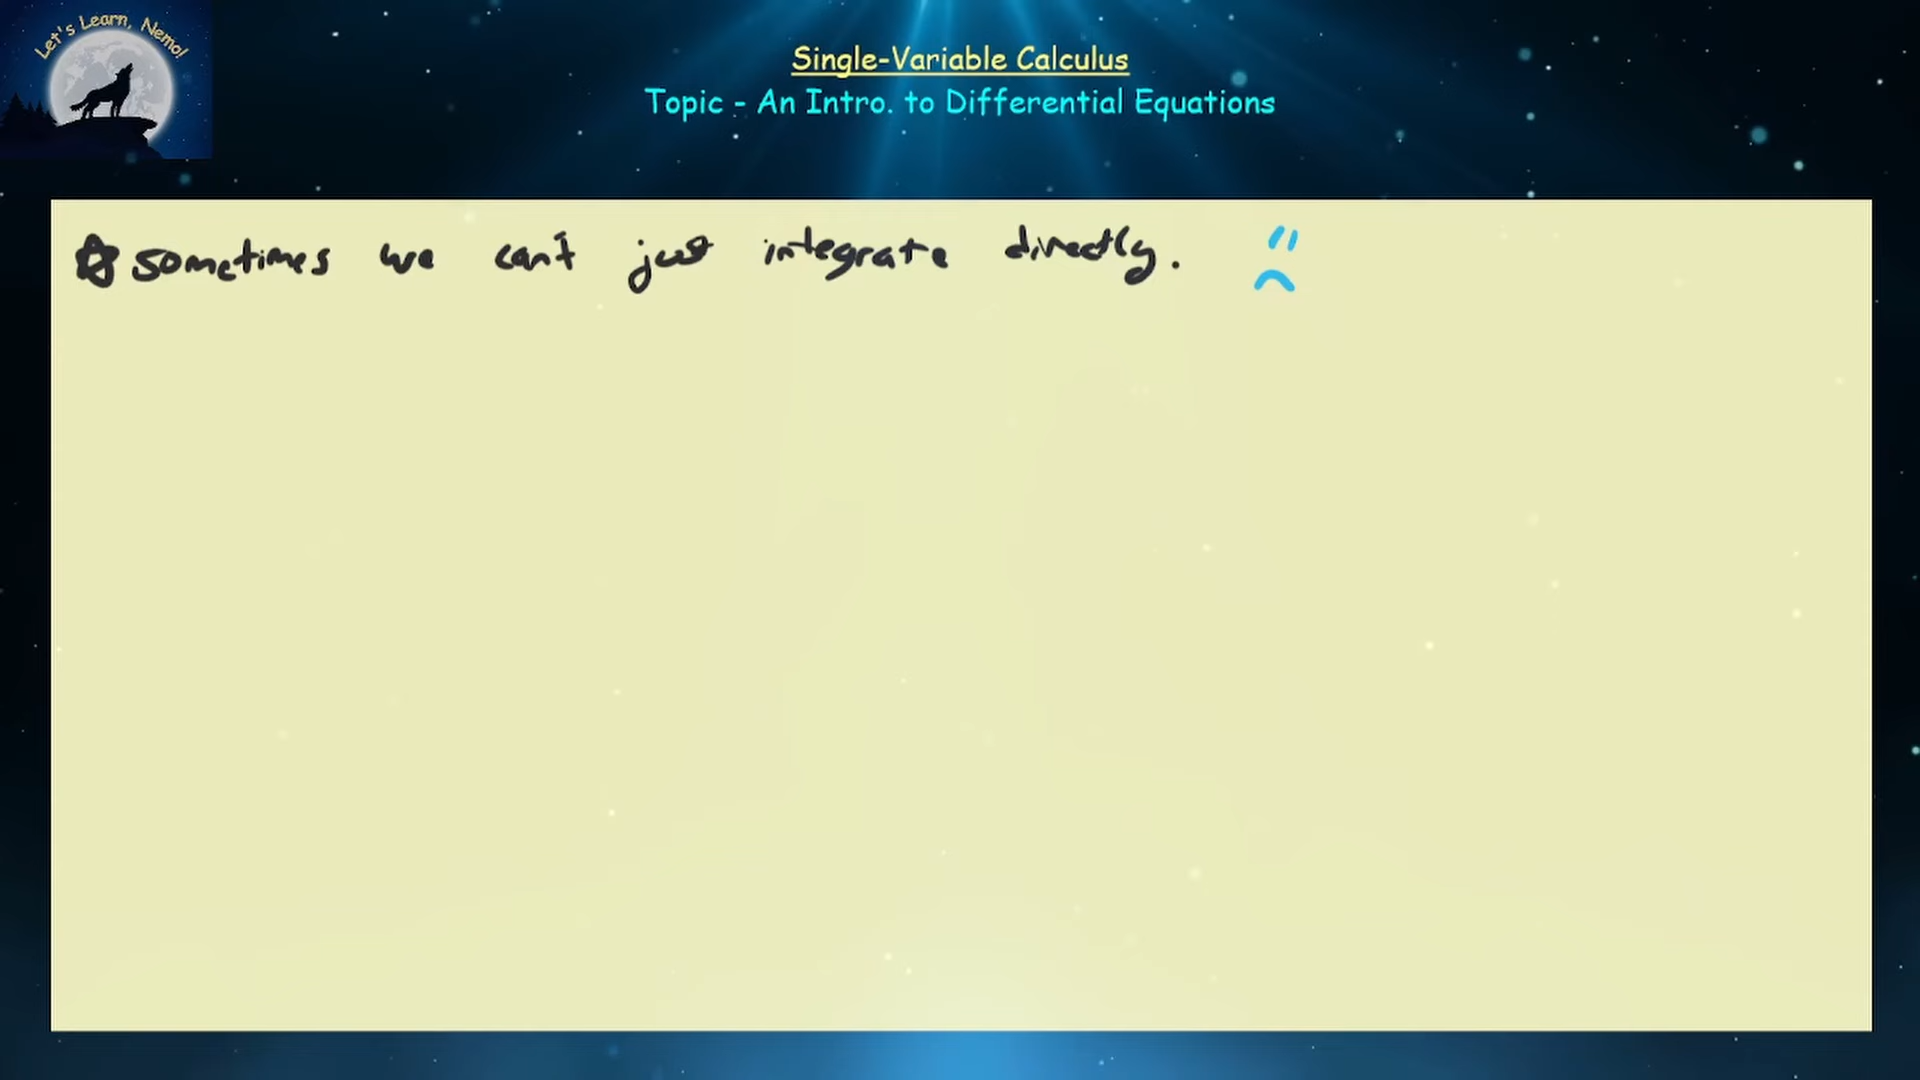 Let's Learn, Nemo!
Single-Variable Calculus
Topic - An Intro. to Differential Equations
sometimes we can't just integrate directly.